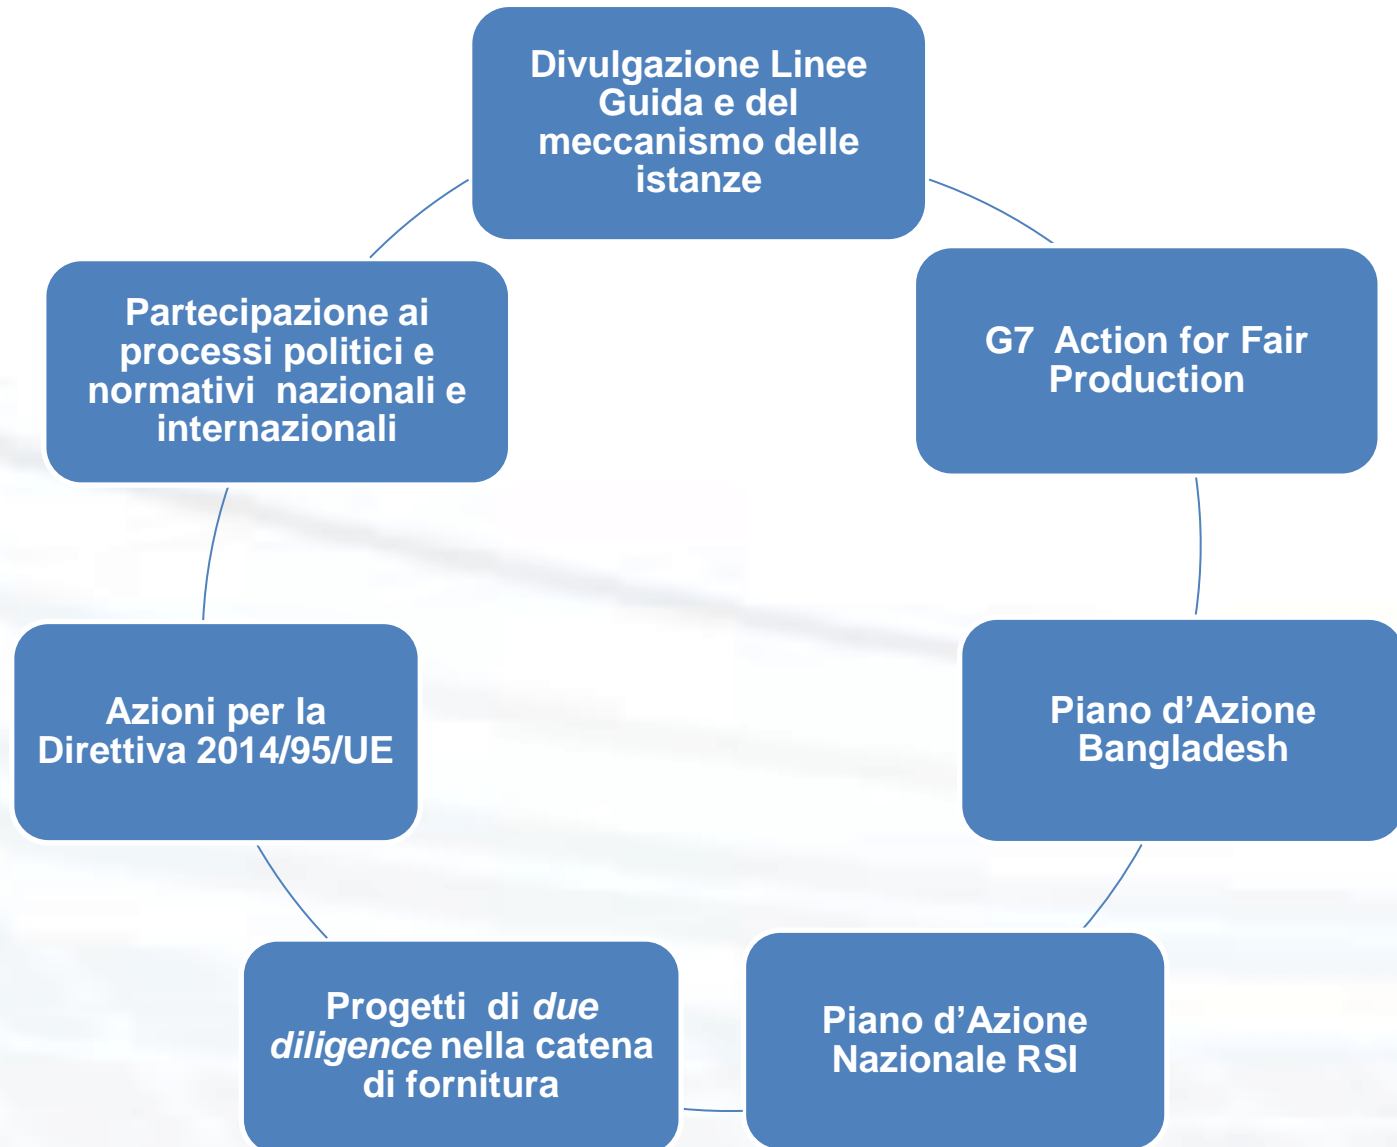 Divulgazione Linee
Guida e del
meccanismo delle
istanze
G7  Action for Fair
Production
Piano d’Azione
Bangladesh
Piano d’Azione
Nazionale RSI
Progetti  di due
diligence nella catena
di fornitura
Azioni per la
Direttiva 2014/95/UE
Partecipazione ai
processi politici e
normativi  nazionali e
internazionali